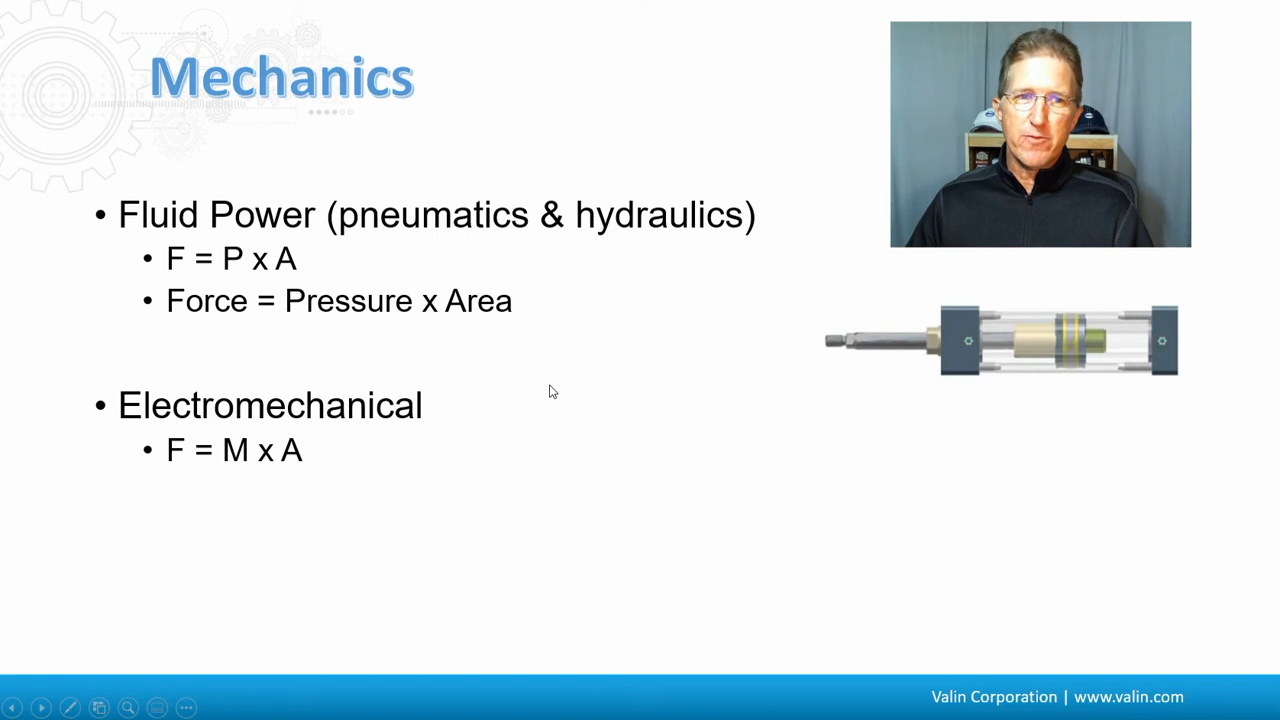 Mechanics
• Fluid Power (pneumatics & hydraulics)
• F = P x A
• Force = Pressure x Area
• Electromechanical
• F = M x A
Valin Corporation | www.valin.com